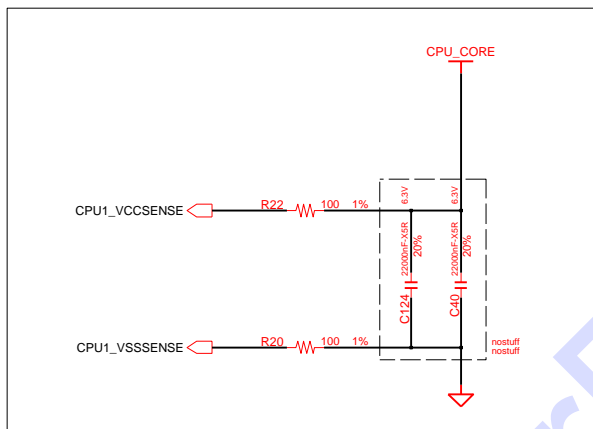 CPU_CORE
6.3V
6.3V
CPU1_VCCSENSE
R22
100
1%
22000nF-X5R
20%
22000nF-X5R
20%
C124
C40
CPU1_VSSSENSE
R20
100
1%
nostuff
nostuff